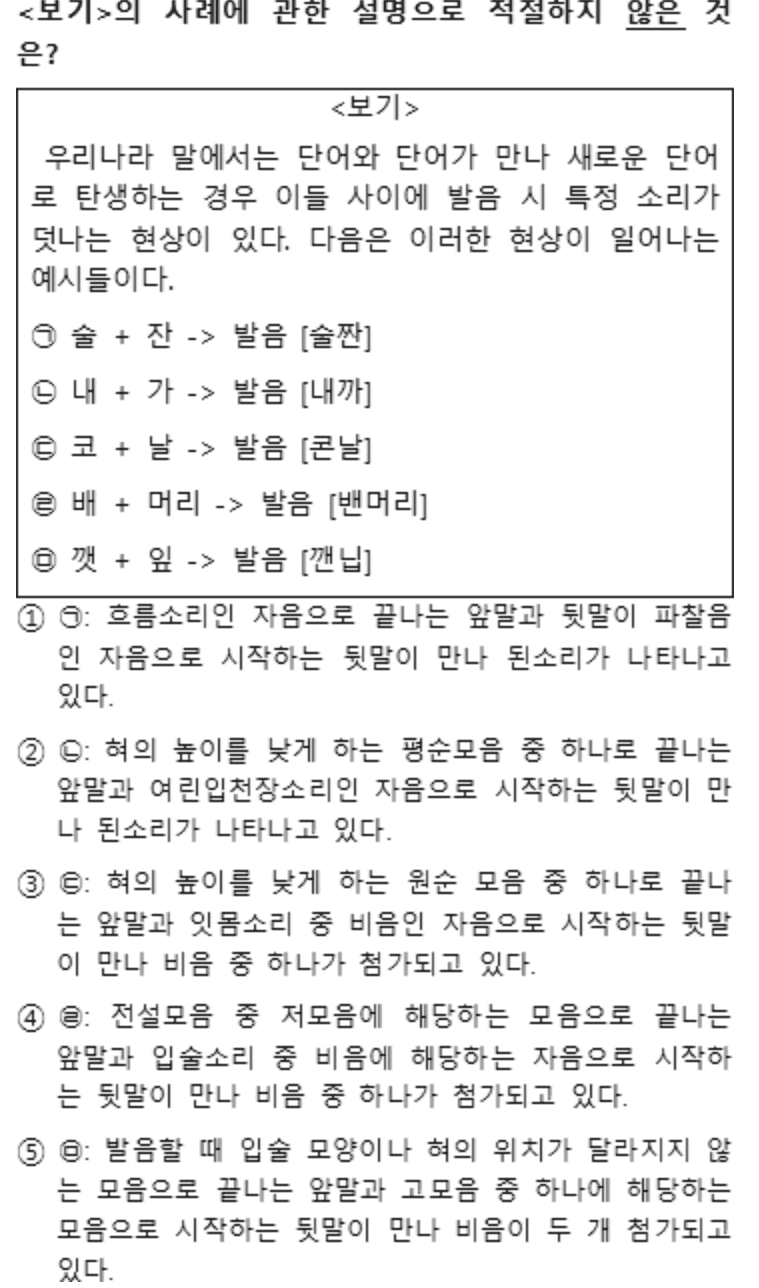 <보기>의 사례에 관한 설명으로 적절하지 않은 것
은?
<보기>
우리나라 말에서는 단어와 단어가 만나 새로운 단어
로 탄생하는 경우 이들 사이에 발음 시 특정 소리가
덧나는 현상이 있다. 다음은 이러한 현상이 일어나는
예시들이다.
㉠ 술 + 잔 -> 발음 [술짠]
㉡ 내 + 가 -> 발음 [내까]
㉢ 코 + 날 -> 발음 [콘날]
㉣ 배 + 머리 -> 발음 [밴머리]
㉤ 깻 + 잎 -> 발음 [깬닙]
① ㉠: 흐름소리인 자음으로 끝나는 앞말과 뒷말이 파찰음
인 자음으로 시작하는 뒷말이 만나 된소리가 나타나고
있다.
② ㉡: 혀의 높이를 낮게 하는 평순모음 중 하나로 끝나는
앞말과 여린입천장소리인 자음으로 시작하는 뒷말이 만
나 된소리가 나타나고 있다.
③ ㉢: 혀의 높이를 낮게 하는 원순 모음 중 하나로 끝나
는 앞말과 잇몸소리 중 비음인 자음으로 시작하는 뒷말
이 만나 비음 중 하나가 첨가되고 있다.
④ ㉣: 전설모음 중 저모음에 해당하는 모음으로 끝나는
앞말과 입술소리 중 비음에 해당하는 자음으로 시작하
는 뒷말이 만나 비음 중 하나가 첨가되고 있다.
⑤ ㉤: 발음할 때 입술 모양이나 혀의 위치가 달라지지 않
는 모음으로 끝나는 앞말과 고모음 중 하나에 해당하는
모음으로 시작하는 뒷말이 만나 비음이 두 개 첨가되고
있다.